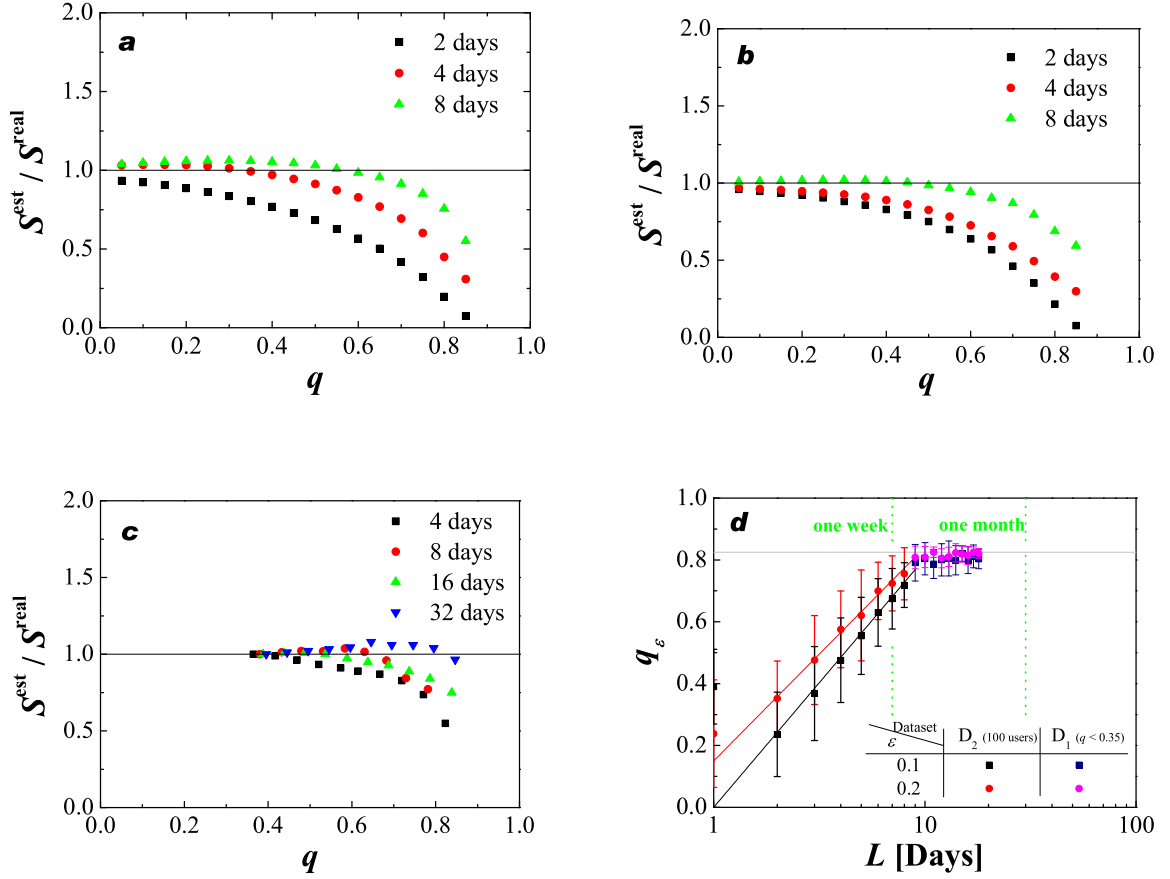 a
2 days
4 days
8 days
S^est / S^real
2.0
1.5
1.0
0.5
0.0
0.0 0.2 0.4 0.6 0.8 1.0
q
b
2 days
4 days
8 days
S^est / S^real
2.0
1.5
1.0
0.5
0.0
0.0 0.2 0.4 0.6 0.8 1.0
q
c
4 days
8 days
16 days
32 days
S^est / S^real
2.0
1.5
1.0
0.5
0.0
0.0 0.2 0.4 0.6 0.8 1.0
q
d
one week one month
q_ε
1.0
0.8
0.6
0.4
0.2
0.0
Dataset
ε D_2 (100 users) D_1 (q < 0.35)
0.1
0.2
1 10 100
L [Days]